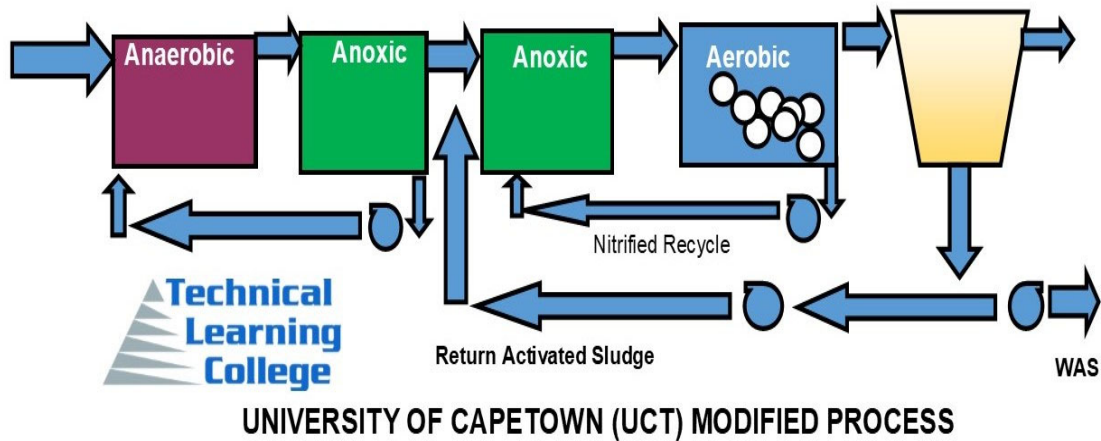 Anaerobic
Anoxic
Anoxic
Aerobic
Nitrified Recycle
Technical
Learning
College
Return Activated Sludge
WAS
UNIVERSITY OF CAPETOWN (UCT) MODIFIED PROCESS